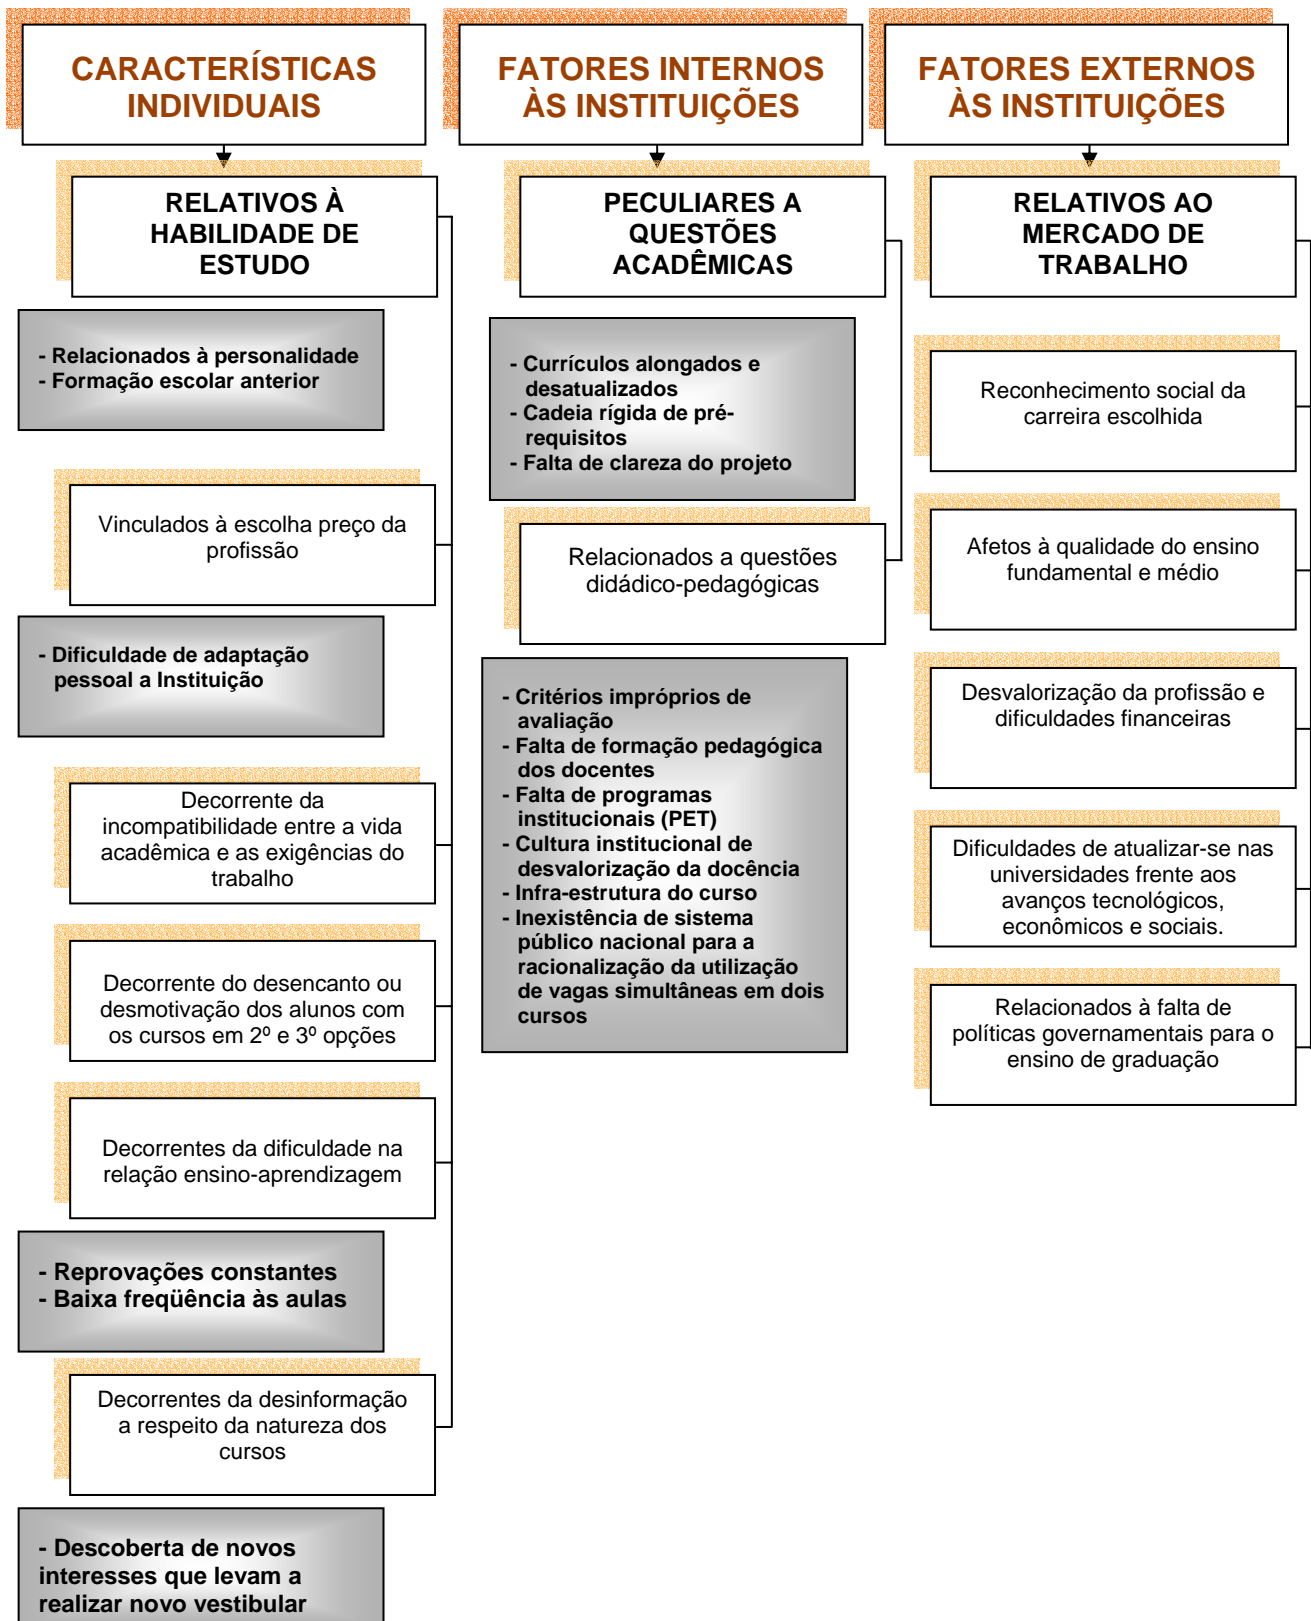 CARACTERÍSTICAS
INDIVIDUAIS
RELATIVOS À
HABILIDADE DE
ESTUDO
- Relacionados à personalidade
- Formação escolar anterior
Vinculados à escolha preço da
profissão
- Dificuldade de adaptação
pessoal a Instituição
Decorrente da
incompatibilidade entre a vida
acadêmica e as exigências do
trabalho
Decorrente do desencanto ou
desmotivação dos alunos com
os cursos em 2º e 3º opções
Decorrentes da dificuldade na
relação ensino-aprendizagem
- Reprovações constantes
- Baixa freqüência às aulas
Decorrentes da desinformação
a respeito da natureza dos
cursos
- Descoberta de novos
interesses que levam a
realizar novo vestibular
FATORES INTERNOS
ÀS INSTITUIÇÕES
PECULIARES A
QUESTÕES
ACADÊMICAS
- Currículos alongados e
desatualizados
- Cadeia rígida de pré-
requisitos
- Falta de clareza do projeto
Relacionados a questões
didádico-pedagógicas
- Critérios impróprios de
avaliação
- Falta de formação pedagógica
dos docentes
- Falta de programas
institucionais (PET)
- Cultura institucional de
desvalorização da docência
- Infra-estrutura do curso
- Inexistência de sistema
público nacional para a
racionalização da utilização
de vagas simultâneas em dois
cursos
FATORES EXTERNOS
ÀS INSTITUIÇÕES
RELATIVOS AO
MERCADO DE
TRABALHO
Reconhecimento social da
carreira escolhida
Afetos à qualidade do ensino
fundamental e médio
Desvalorização da profissão e
dificuldades financeiras
Dificuldades de atualizar-se nas
universidades frente aos
avanços tecnológicos,
econômicos e sociais.
Relacionados à falta de
políticas governamentais para o
ensino de graduação